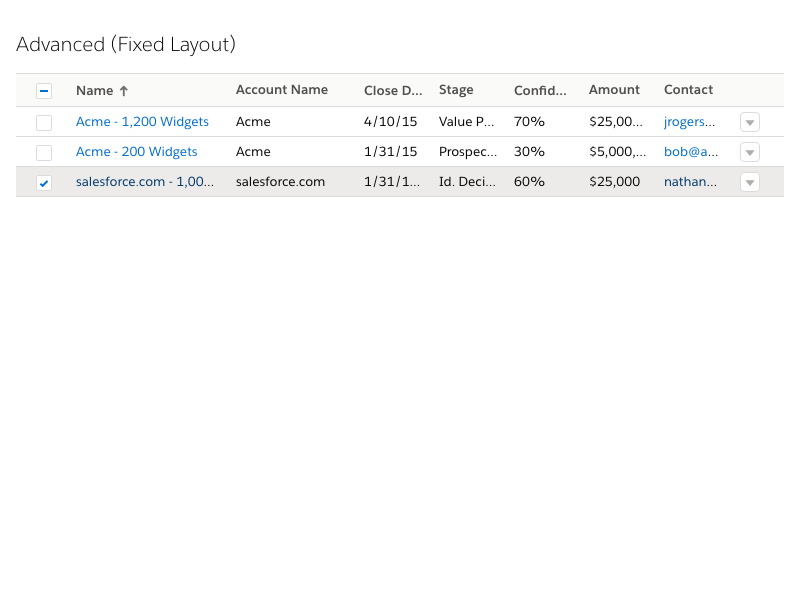 Advanced (Fixed Layout)
Name Account Name Close D... Stage Confid... Amount Contact
Acme - 1,200 Widgets Acme 4/10/15 Value P... 70% $25,00... jrogers...
Acme - 200 Widgets Acme 1/31/15 Prospec... 30% $5,000,... bob@a...
salesforce.com - 1,00... salesforce.com 1/31/1... Id. Deci... 60% $25,000 nathan...